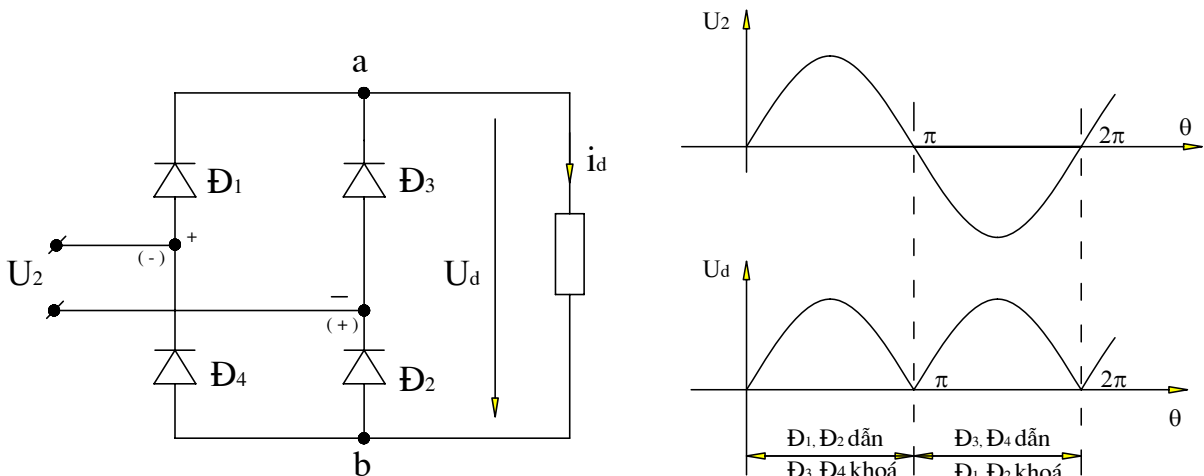 a
Đ1
Đ3
id
+
(-)
U2
Ud
−
(+)
Đ4
Đ2
b
U2
π
2π
θ
Ud
π
2π
θ
Đ1, Đ2 dẫn
Đ3, Đ4 dẫn
Đ3, Đ4 khoá
Đ1, Đ2 khoá